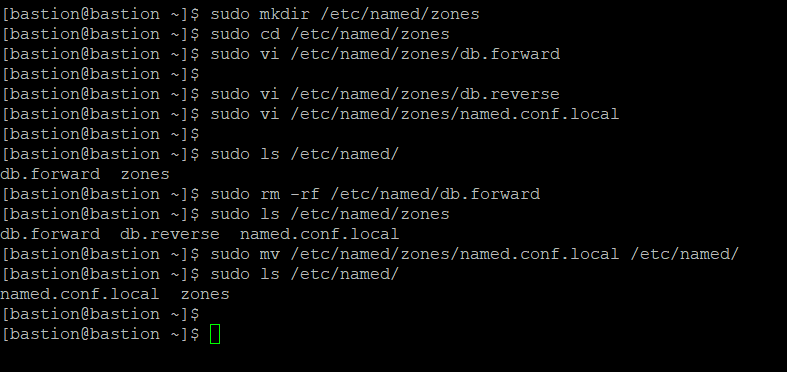 [bastion@bastion ~]$ sudo mkdir /etc/named/zones
[bastion@bastion ~]$ sudo cd /etc/named/zones
[bastion@bastion ~]$ sudo vi /etc/named/zones/db.forward
[bastion@bastion ~]$
[bastion@bastion ~]$ sudo vi /etc/named/zones/db.reverse
[bastion@bastion ~]$ sudo vi /etc/named/zones/named.conf.local
[bastion@bastion ~]$
[bastion@bastion ~]$ sudo ls /etc/named/
db.forward  zones
[bastion@bastion ~]$ sudo rm -rf /etc/named/db.forward
[bastion@bastion ~]$ sudo ls /etc/named/zones
db.forward  db.reverse  named.conf.local
[bastion@bastion ~]$ sudo mv /etc/named/zones/named.conf.local /etc/named/
[bastion@bastion ~]$ sudo ls /etc/named/
named.conf.local  zones
[bastion@bastion ~]$
[bastion@bastion ~]$